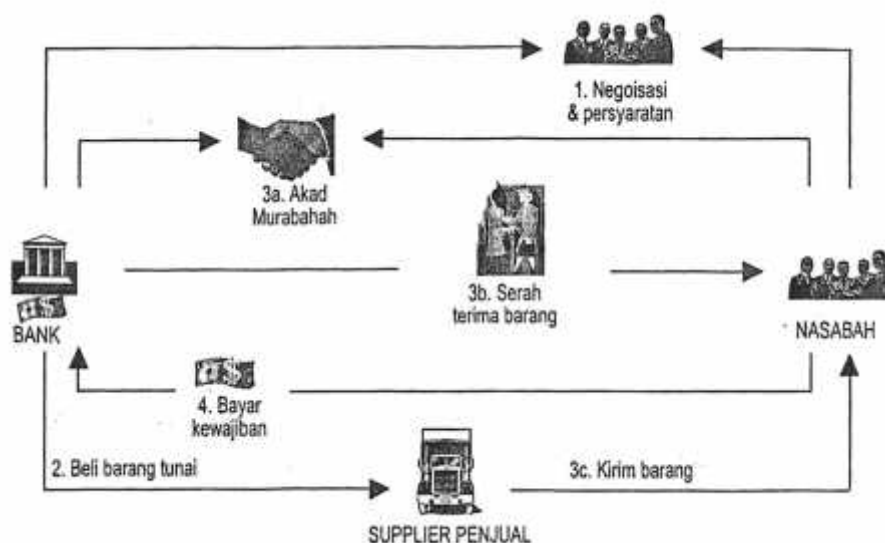 1. Negoisasi
& persyaratan
3a. Akad
Murabahah
3b. Serah
terima barang
BANK
NASABAH
4. Bayar
kewajiban
2. Beli barang tunai
3c. Kirim barang
SUPPLIER PENJUAL